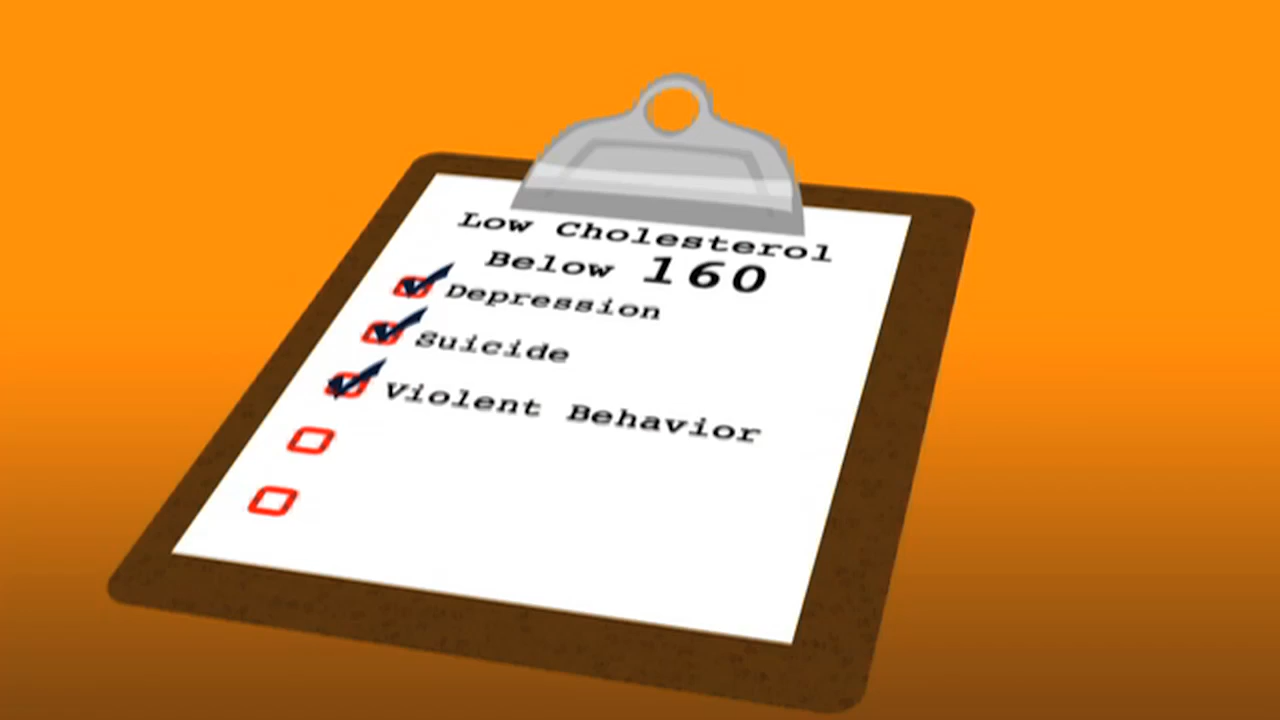 Low Cholesterol
Below 160
Depression
Suicide
Violent Behavior